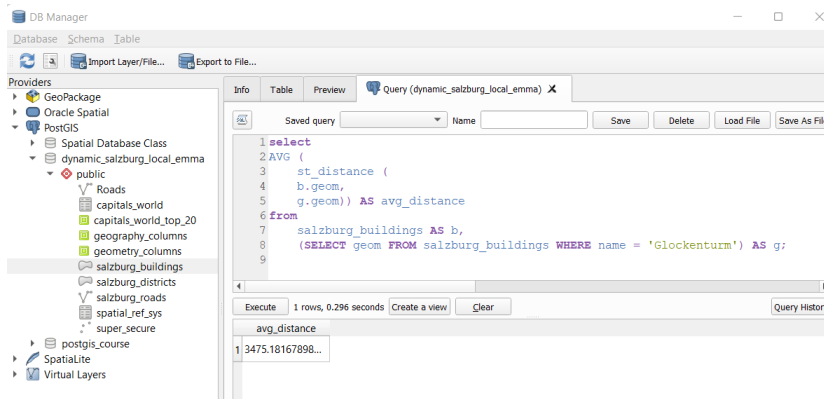 DB Manager
Database Schema Table
Import Layer/File... Export to File...
Providers
GeoPackage
Oracle Spatial
PostGIS
Spatial Database Class
dynamic_salzburg_local_emma
public
Roads
capitals_world
capitals_world_top_20
geography_columns
geometry_columns
salzburg_buildings
salzburg_districts
salzburg_roads
spatial_ref_sys
super_secure
postgis_course
SpatiaLite
Virtual Layers
Info Table Preview Query (dynamic_salzburg_local_emma) X
Saved query Name Save Delete Load File Save As File
1 select
2 AVG (
3 st_distance (
4 b.geom,
5 g.geom)) AS avg_distance
6 from
7 salzburg_buildings AS b,
8 (SELECT geom FROM salzburg_buildings WHERE name = 'Glockenturm') AS g;
9
Execute 1 rows, 0.296 seconds Create a view Clear Query Histor
avg_distance
1 3475.18167898...